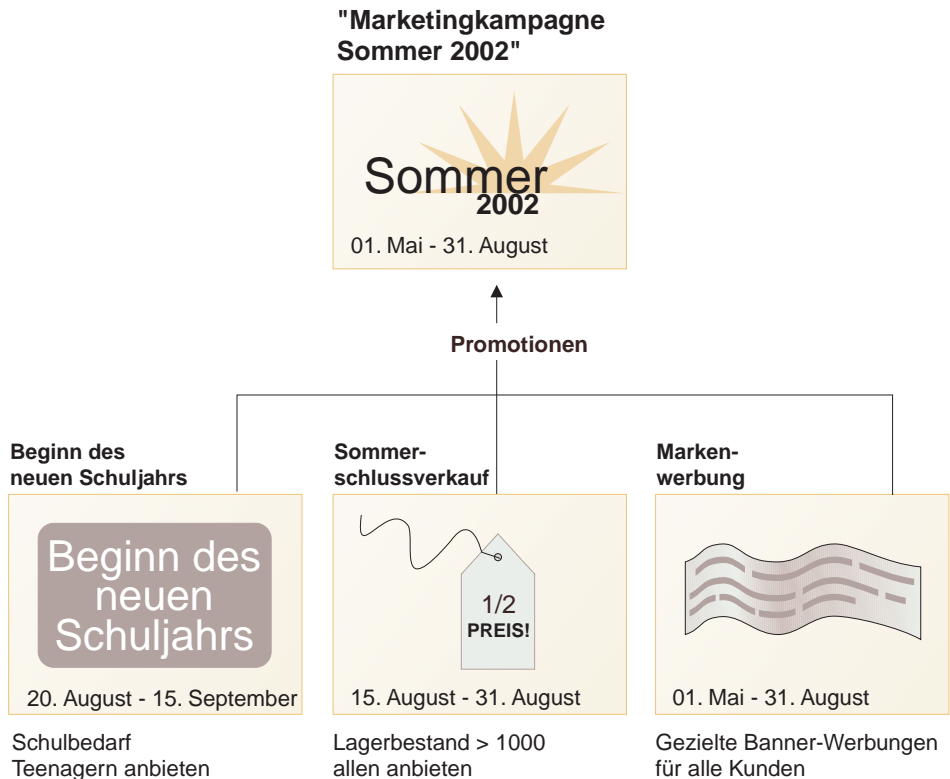 "Marketingkampagne
Sommer 2002"
Sommer
2002
01. Mai - 31. August
Promotionen
Beginn des
neuen Schuljahrs
Beginn des
neuen
Schuljahrs
20. August - 15. September
Schulbedarf
Teenagern anbieten
Sommer-
schlussverkauf
1/2
PREIS!
15. August - 31. August
Lagerbestand > 1000
allen anbieten
Marken-
werbung
01. Mai - 31. August
Gezielte Banner-Werbungen
für alle Kunden